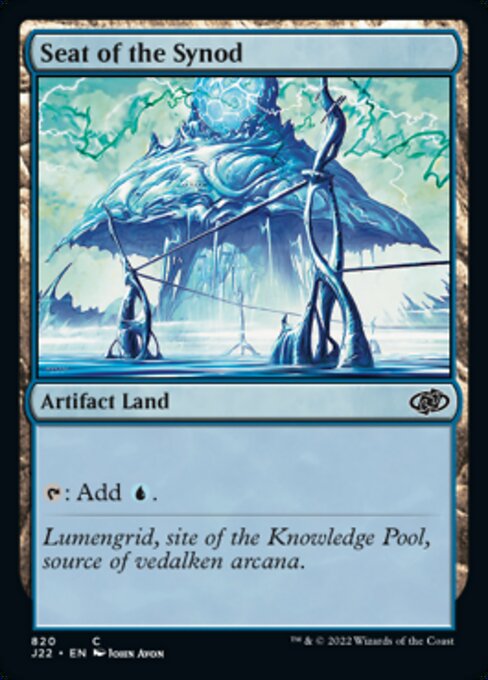 Seat of the Synod
Artifact Land
: Add .
Lumengrid, site of the Knowledge Pool,
source of vedalken arcana.
820 C
J22 • EN John Avon
™ & © 2022 Wizards of the Coast